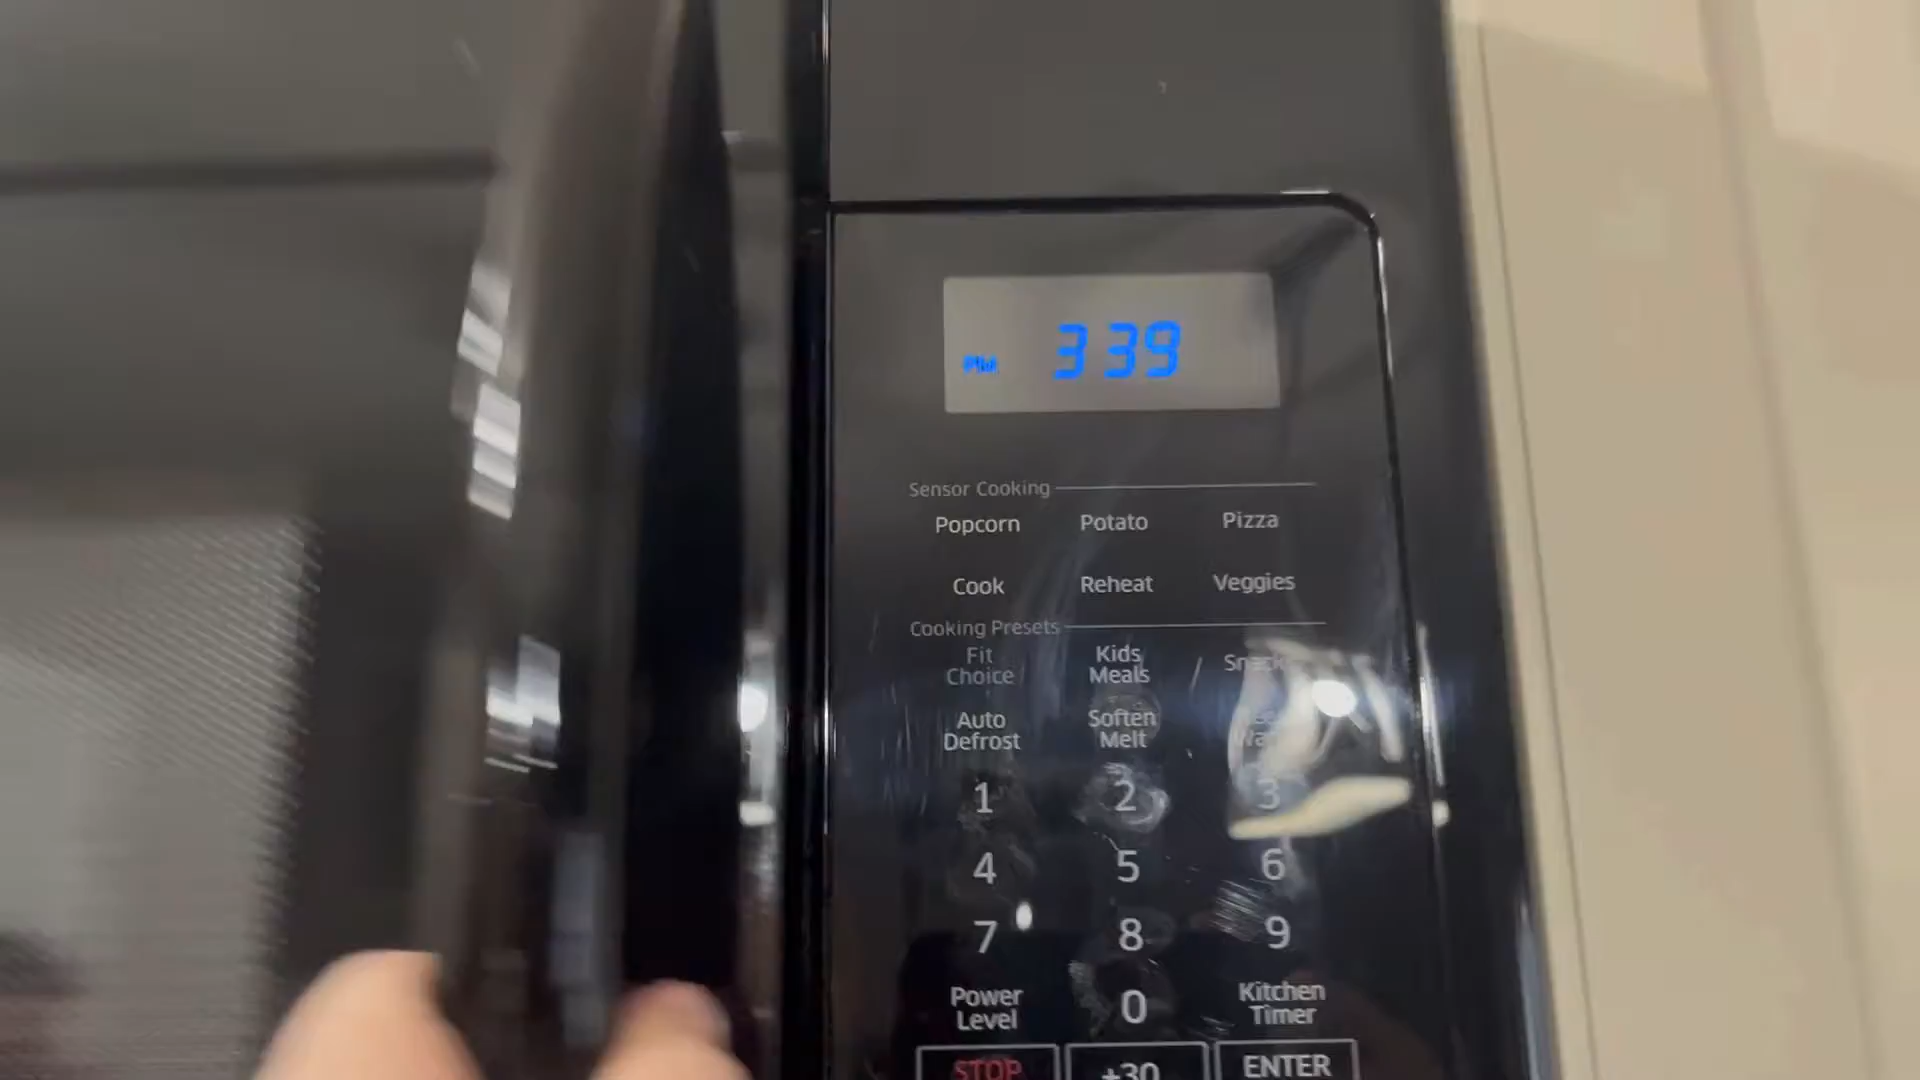 PM 3 39
Sensor Cooking
Popcorn Potato Pizza
Cook Reheat Veggies
Cooking Presets
Fit Choice
Kids Meals
Auto Defrost
Soften Melt
1 2 3
4 5 6
7 8 9
Power Level
0
Kitchen Timer
STOP +30 ENTER